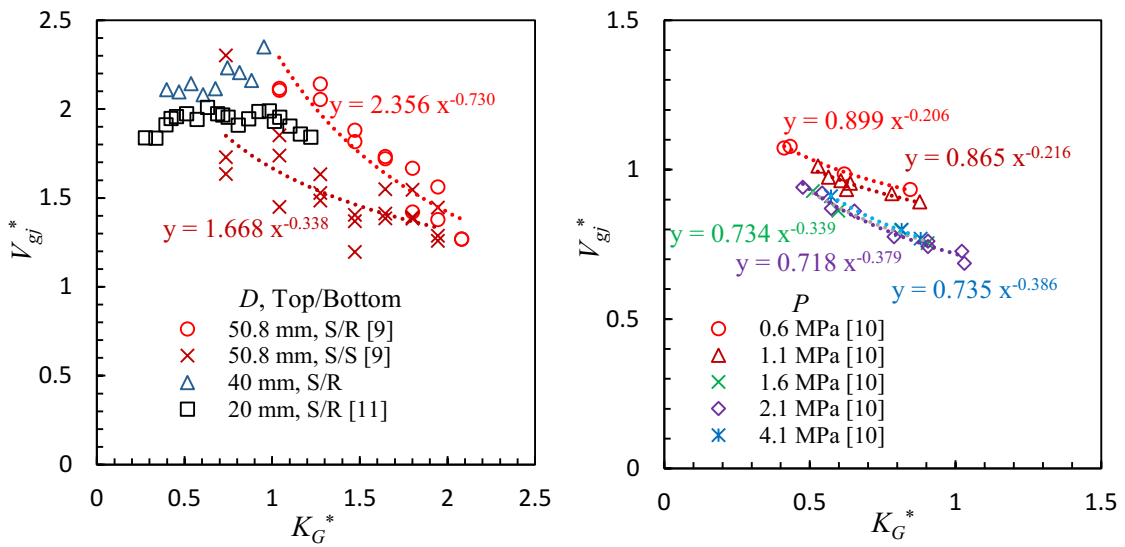 2.5
2
1.5
1
0.5
0
V_gj^*
y = 2.356 x^-0.730
y = 1.668 x^-0.338
D, Top/Bottom
50.8 mm, S/R [9]
50.8 mm, S/S [9]
40 mm, S/R
20 mm, S/R [11]
0 0.5 1 1.5 2 2.5
K_G^*
1.5
1
0.5
0
V_gj^*
y = 0.899 x^-0.206
y = 0.865 x^-0.216
y = 0.734 x^-0.339
y = 0.718 x^-0.379
y = 0.735 x^-0.386
P
0.6 MPa [10]
1.1 MPa [10]
1.6 MPa [10]
2.1 MPa [10]
4.1 MPa [10]
0 0.5 1 1.5
K_G^*